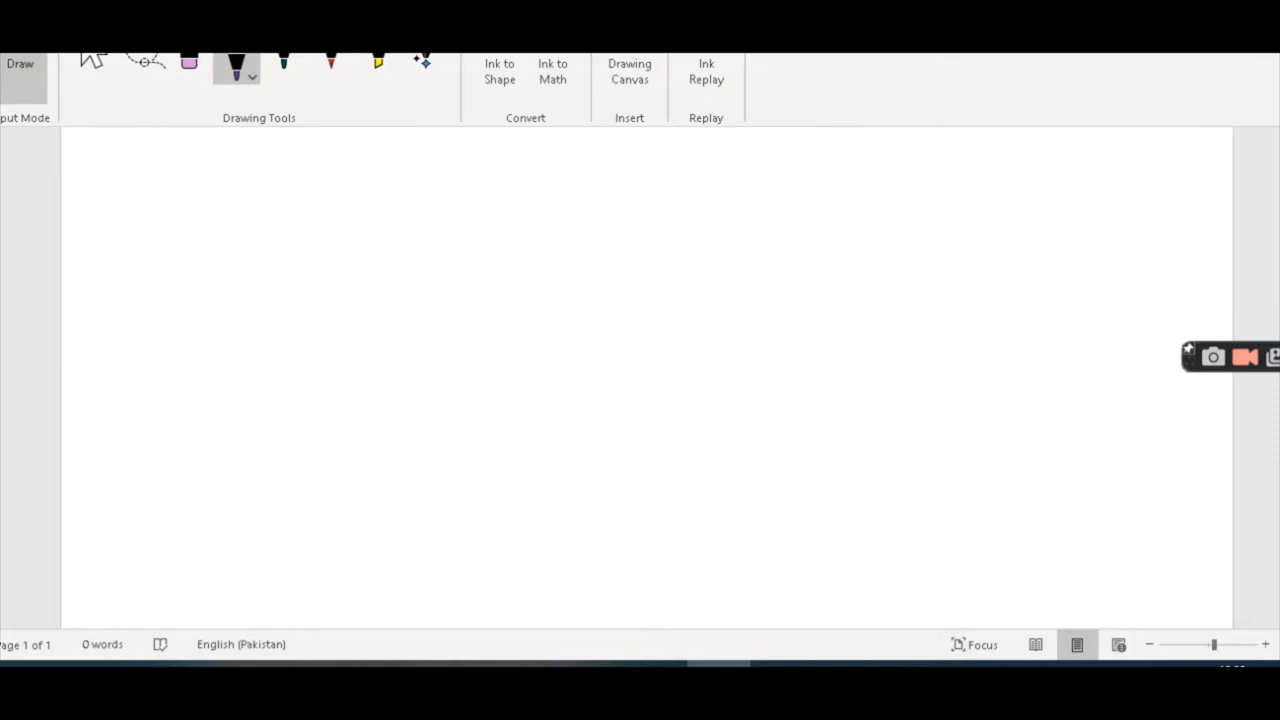 Draw
Ink to Shape
Ink to Math
Drawing Canvas
Ink Replay
put Mode
Drawing Tools
Convert
Insert
Replay
age 1 of 1
0 words
English (Pakistan)
Focus